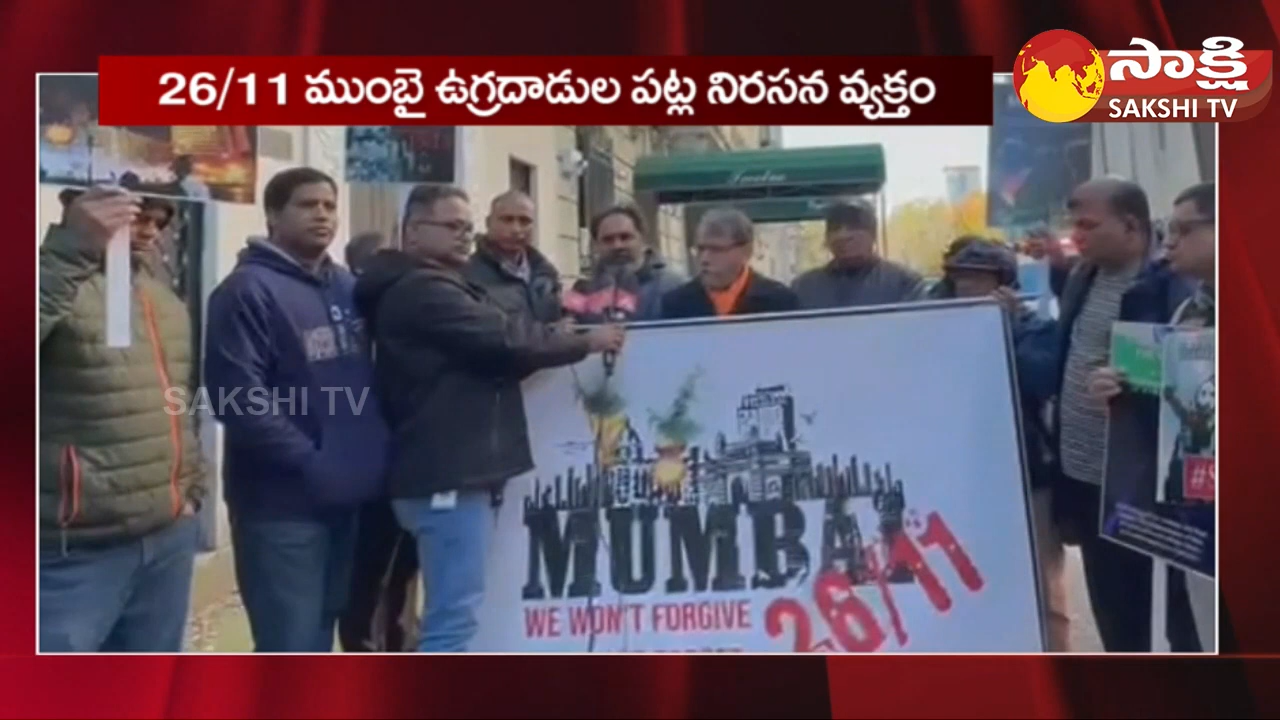 26/11 ముంబై ఉగ్రదాడుల పట్ల నిరసన వ్యక్తం
సాక్షి
SAKSHI TV
SAKSHI TV
MUMBAI
26/11
WE WON'T FORGIVE